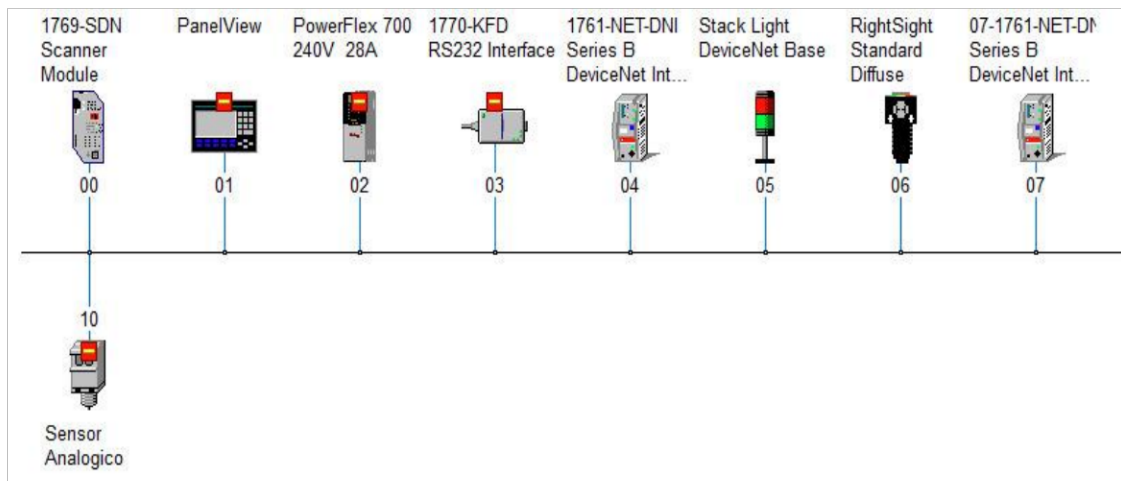 1769-SDN
Scanner
Module
PanelView
PowerFlex 700
240V 28A
1770-KFD
RS232 Interface
1761-NET-DNI
Series B
DeviceNet Int...
Stack Light
DeviceNet Base
RightSight
Standard
Diffuse
07-1761-NET-DN
Series B
DeviceNet Int...
00
01
02
03
04
05
06
07
10
Sensor
Analogico